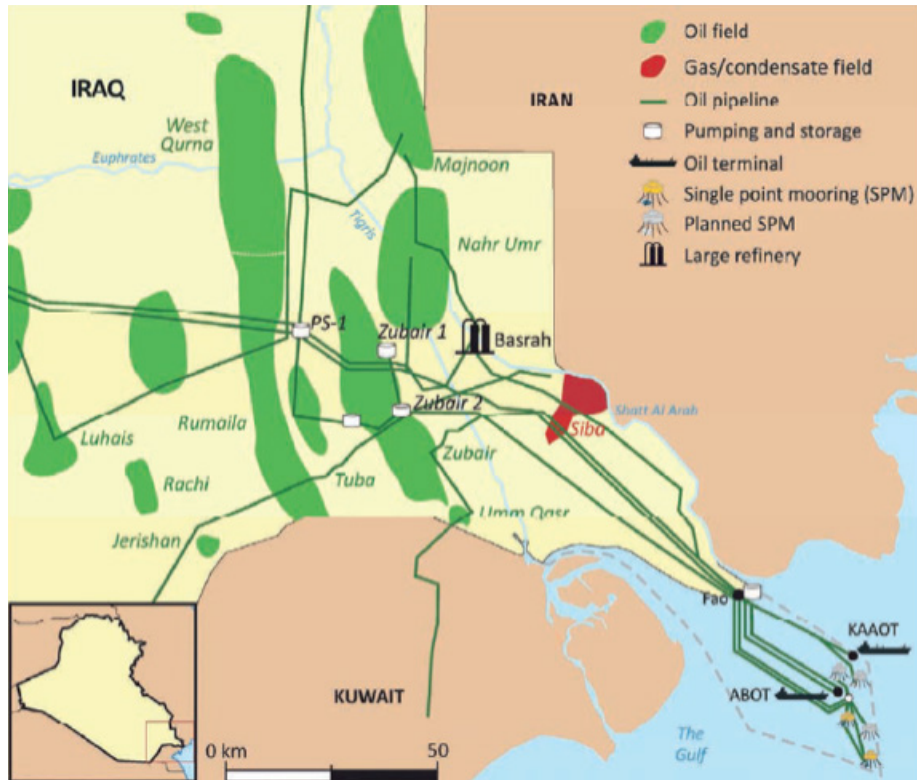 Oil field
IRAQ
Gas/condensate field
IRAN
Oil pipeline
West
Qurna
Pumping and storage
Euphrates
Majnoon
Oil terminal
Single point mooring (SPM)
Tigris
Planned SPM
Nahr Umr
Large refinery
PS-1
Zubair 1
Basrah
Zubair 2
Shatt Al Arab
Luhais
Rumaila
Siba
Zubair
Rachi
Tuba
Umm Qasr
Jerishan
Fao
KAAOT
KUWAIT
ABOT
The
Gulf
0 km
50